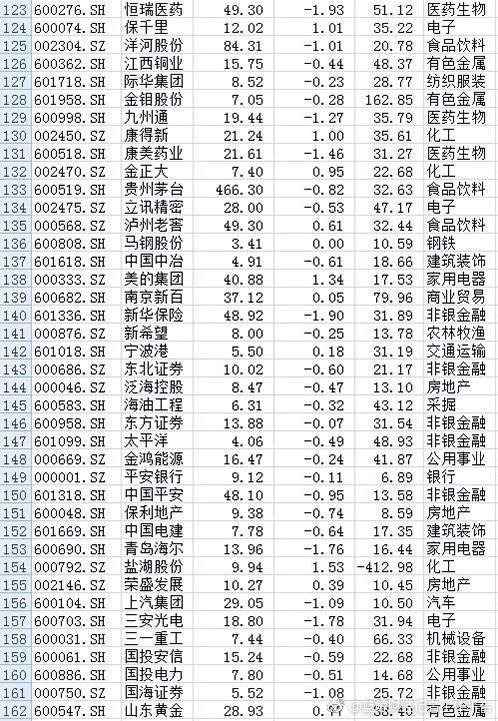 123 600276.SH 恒瑞医药 49.30 -1.93 51.12 医药生物
124 600074.SH 保千里 12.02 1.01 35.22 电子
125 002304.SZ 洋河股份 84.31 -1.01 20.78 食品饮料
126 600362.SH 江西铜业 15.75 -0.44 48.37 有色金属
127 601718.SH 际华集团 8.52 -0.23 28.77 纺织服装
128 601958.SH 金钼股份 7.05 -0.28 162.85 有色金属
129 600998.SH 九州通 19.44 -1.27 35.79 医药生物
130 002450.SZ 康得新 21.24 1.00 35.61 化工
131 600518.SH 康美药业 21.61 -1.46 31.27 医药生物
132 002470.SZ 金正大 7.40 0.95 22.68 化工
133 600519.SH 贵州茅台 466.30 -0.82 32.63 食品饮料
134 002475.SZ 立讯精密 28.00 -0.53 47.17 电子
135 000568.SZ 泸州老窖 49.30 0.61 32.44 食品饮料
136 600808.SH 马钢股份 3.41 0.00 10.59 钢铁
137 601618.SH 中国中冶 4.91 -0.61 18.66 建筑装饰
138 000333.SZ 美的集团 40.88 1.34 17.53 家用电器
139 600682.SH 南京新百 37.12 0.05 79.96 商业贸易
140 601336.SH 新华保险 48.92 -1.90 31.89 非银金融
141 000876.SZ 新希望 8.00 -0.25 13.78 农林牧渔
142 601018.SH 宁波港 5.50 0.18 31.19 交通运输
143 000686.SZ 东北证券 10.02 -0.60 21.17 非银金融
144 000046.SZ 泛海控股 8.47 -0.47 13.10 房地产
145 600583.SH 海油工程 6.31 -0.32 43.12 采掘
146 600958.SH 东方证券 13.88 -0.07 31.54 非银金融
147 601099.SH 太平洋 4.06 -0.49 48.93 非银金融
148 000669.SZ 金鸿能源 16.47 -0.24 41.87 公用事业
149 000001.SZ 平安银行 9.12 -0.11 6.89 银行
150 601318.SH 中国平安 48.10 -0.95 13.58 非银金融
151 600048.SH 保利地产 9.38 -0.74 8.59 房地产
152 601669.SH 中国电建 7.78 -0.64 17.35 建筑装饰
153 600690.SH 青岛海尔 13.96 -1.76 16.44 家用电器
154 000792.SZ 盐湖股份 9.94 1.53 -412.98 化工
155 002146.SZ 荣盛发展 10.27 0.39 10.45 房地产
156 600104.SH 上汽集团 29.05 -1.09 10.50 汽车
157 600703.SH 三安光电 18.80 -1.78 31.94 电子
158 600031.SH 三一重工 7.44 -0.40 66.33 机械设备
159 600061.SH 国投安信 15.24 -0.59 22.68 非银金融
160 600886.SH 国投电力 7.80 -0.51 14.68 公用事业
161 000750.SZ 国海证券 5.52 -1.08 25.72 非银金融
162 600547.SH 山东黄金 28.93 0.77 38.46 有色金属